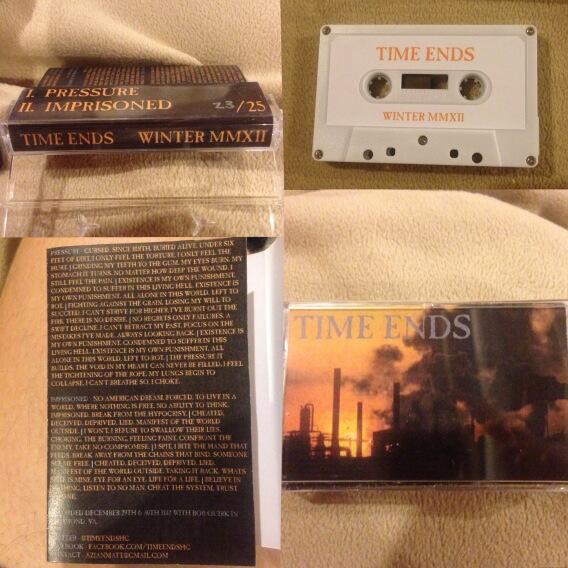 I. PRESSURE
II. IMPRISONED
23/25
TIME ENDS WINTER MMXII
TIME ENDS
WINTER MMXII
PRESSURE - CURSED, SINCE BIRTH. BURIED ALIVE, UNDER SIX
FEET OF DIRT. I ONLY FEEL THE TORTURE, I ONLY FEEL THE
HURT. | GRINDING MY TEETH TO THE GUM. MY EYES BURN, MY
STOMACH IT TURNS. NO MATTER HOW DEEP THE WOUND, I
STILL FEEL THE PAIN. | EXISTENCE IS MY OWN PUNISHMENT.
CONDEMNED TO SUFFER IN THIS LIVING HELL. EXISTENCE IS
MY OWN PUNISHMENT. ALL ALONE IN THIS WORLD, LEFT TO
ROT. | FIGHTING AGAINST THE GRAIN, LOSING MY WILL TO
SUCCEED. I CAN'T STRIVE FOR HIGHER, I'VE BURNT OUT THE
FIRE. THERE IS NO DESIRE. | NO HEIGHTS ONLY FAILURES,
SWIFT DECLINE. I CAN'T RETRACT MY PAST, FOCUS ON THE
MISTAKES I'VE MADE, ALWAYS LOOKING BACK. | EXISTENCE IS
MY OWN PUNISHMENT. CONDEMNED TO SUFFER IN THIS
LIVING HELL. EXISTENCE IS MY OWN PUNISHMENT. ALL
ALONE IN THIS WORLD, LEFT TO ROT. | THE PRESSURE IT
BUILDS. THE VOID IN MY HEART CAN NEVER BE FILLED. I FEEL
THE TIGHTENING OF THE ROPE. MY LUNGS BEGIN TO
COLLAPSE, I CAN'T BREATHE SO, I CHOKE.
IMPRISONED - NO AMERICAN DREAM. FORCED, TO LIVE IN A
WORLD, WHERE NOTHING IS FREE. NO ABILITY TO THINK,
IMPRISONED. BREAK FROM THE HYPOCRISY. | CHEATED,
DECEIVED, DEPRIVED, LIED. MANIFEST OF THE WORLD
OUTSIDE. | I WON'T, I REFUSE TO SWALLOW THEIR LIES.
CHOKING, THE BURNING, FEELING FAINT. CONFRONT THE
ENEMY, TAKE NO COMPROMISE. | I SPIT, I BITE THE HAND THAT
FEEDS. BREAK AWAY FROM THE CHAINS THAT BIND. SOMEONE
SET ME FREE. | CHEATED, DECEIVED, DEPRIVED, LIED.
MANIFEST OF THE WORLD OUTSIDE. TAKING IT BACK, WHATS
IS MINE. EYE FOR AN EYE. LIFE FOR A LIFE. | BELIEVE IN
NOTHING, LISTEN TO NO MAN. CHEAT THE SYSTEM, TRUST
RECORDED DECEMBER 29TH & 30TH 2012 WITH BOB QUIRK IN
RICHMOND, VA.
TWITTER - @TIMEENDSHC
FACEBOOK - FACEBOOK.COM/TIMEENDSHC
CONTACT - AZIANMATT@GMAIL.COM
TIME ENDS